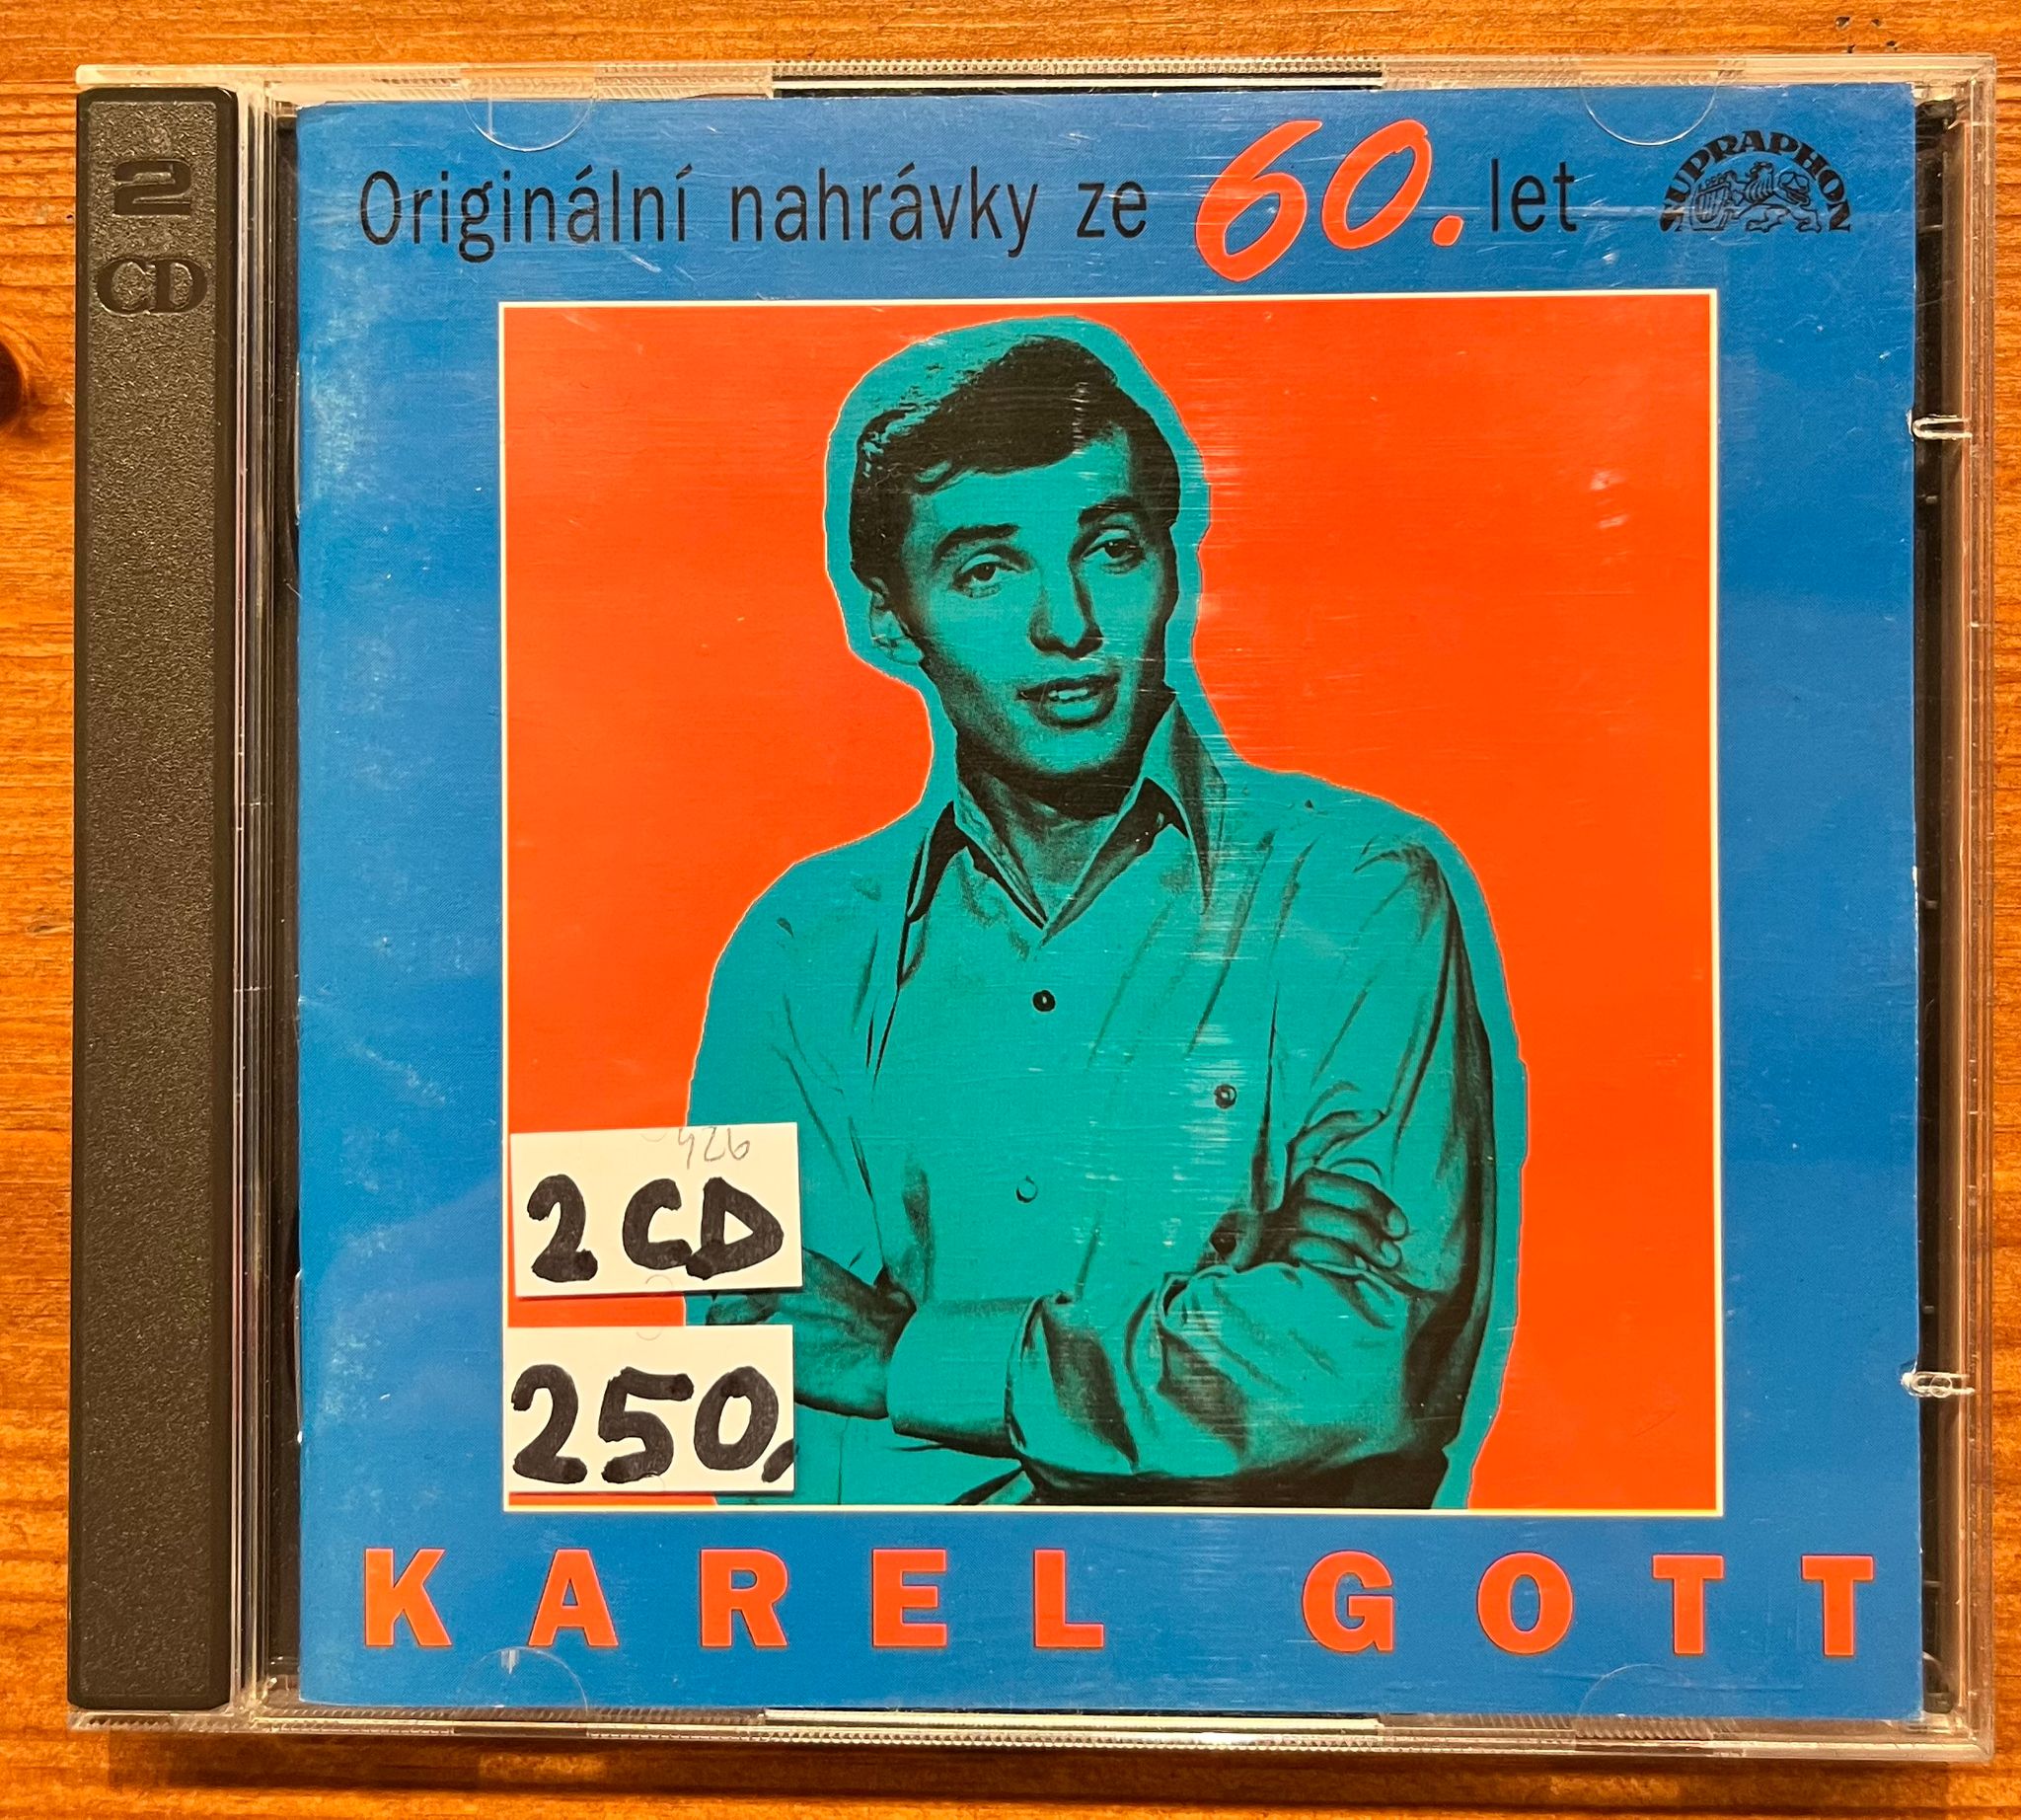 2
CD
Originální nahrávky ze 60. let
SUPRAPHON
426
2 CD
250,
KAREL GOTT